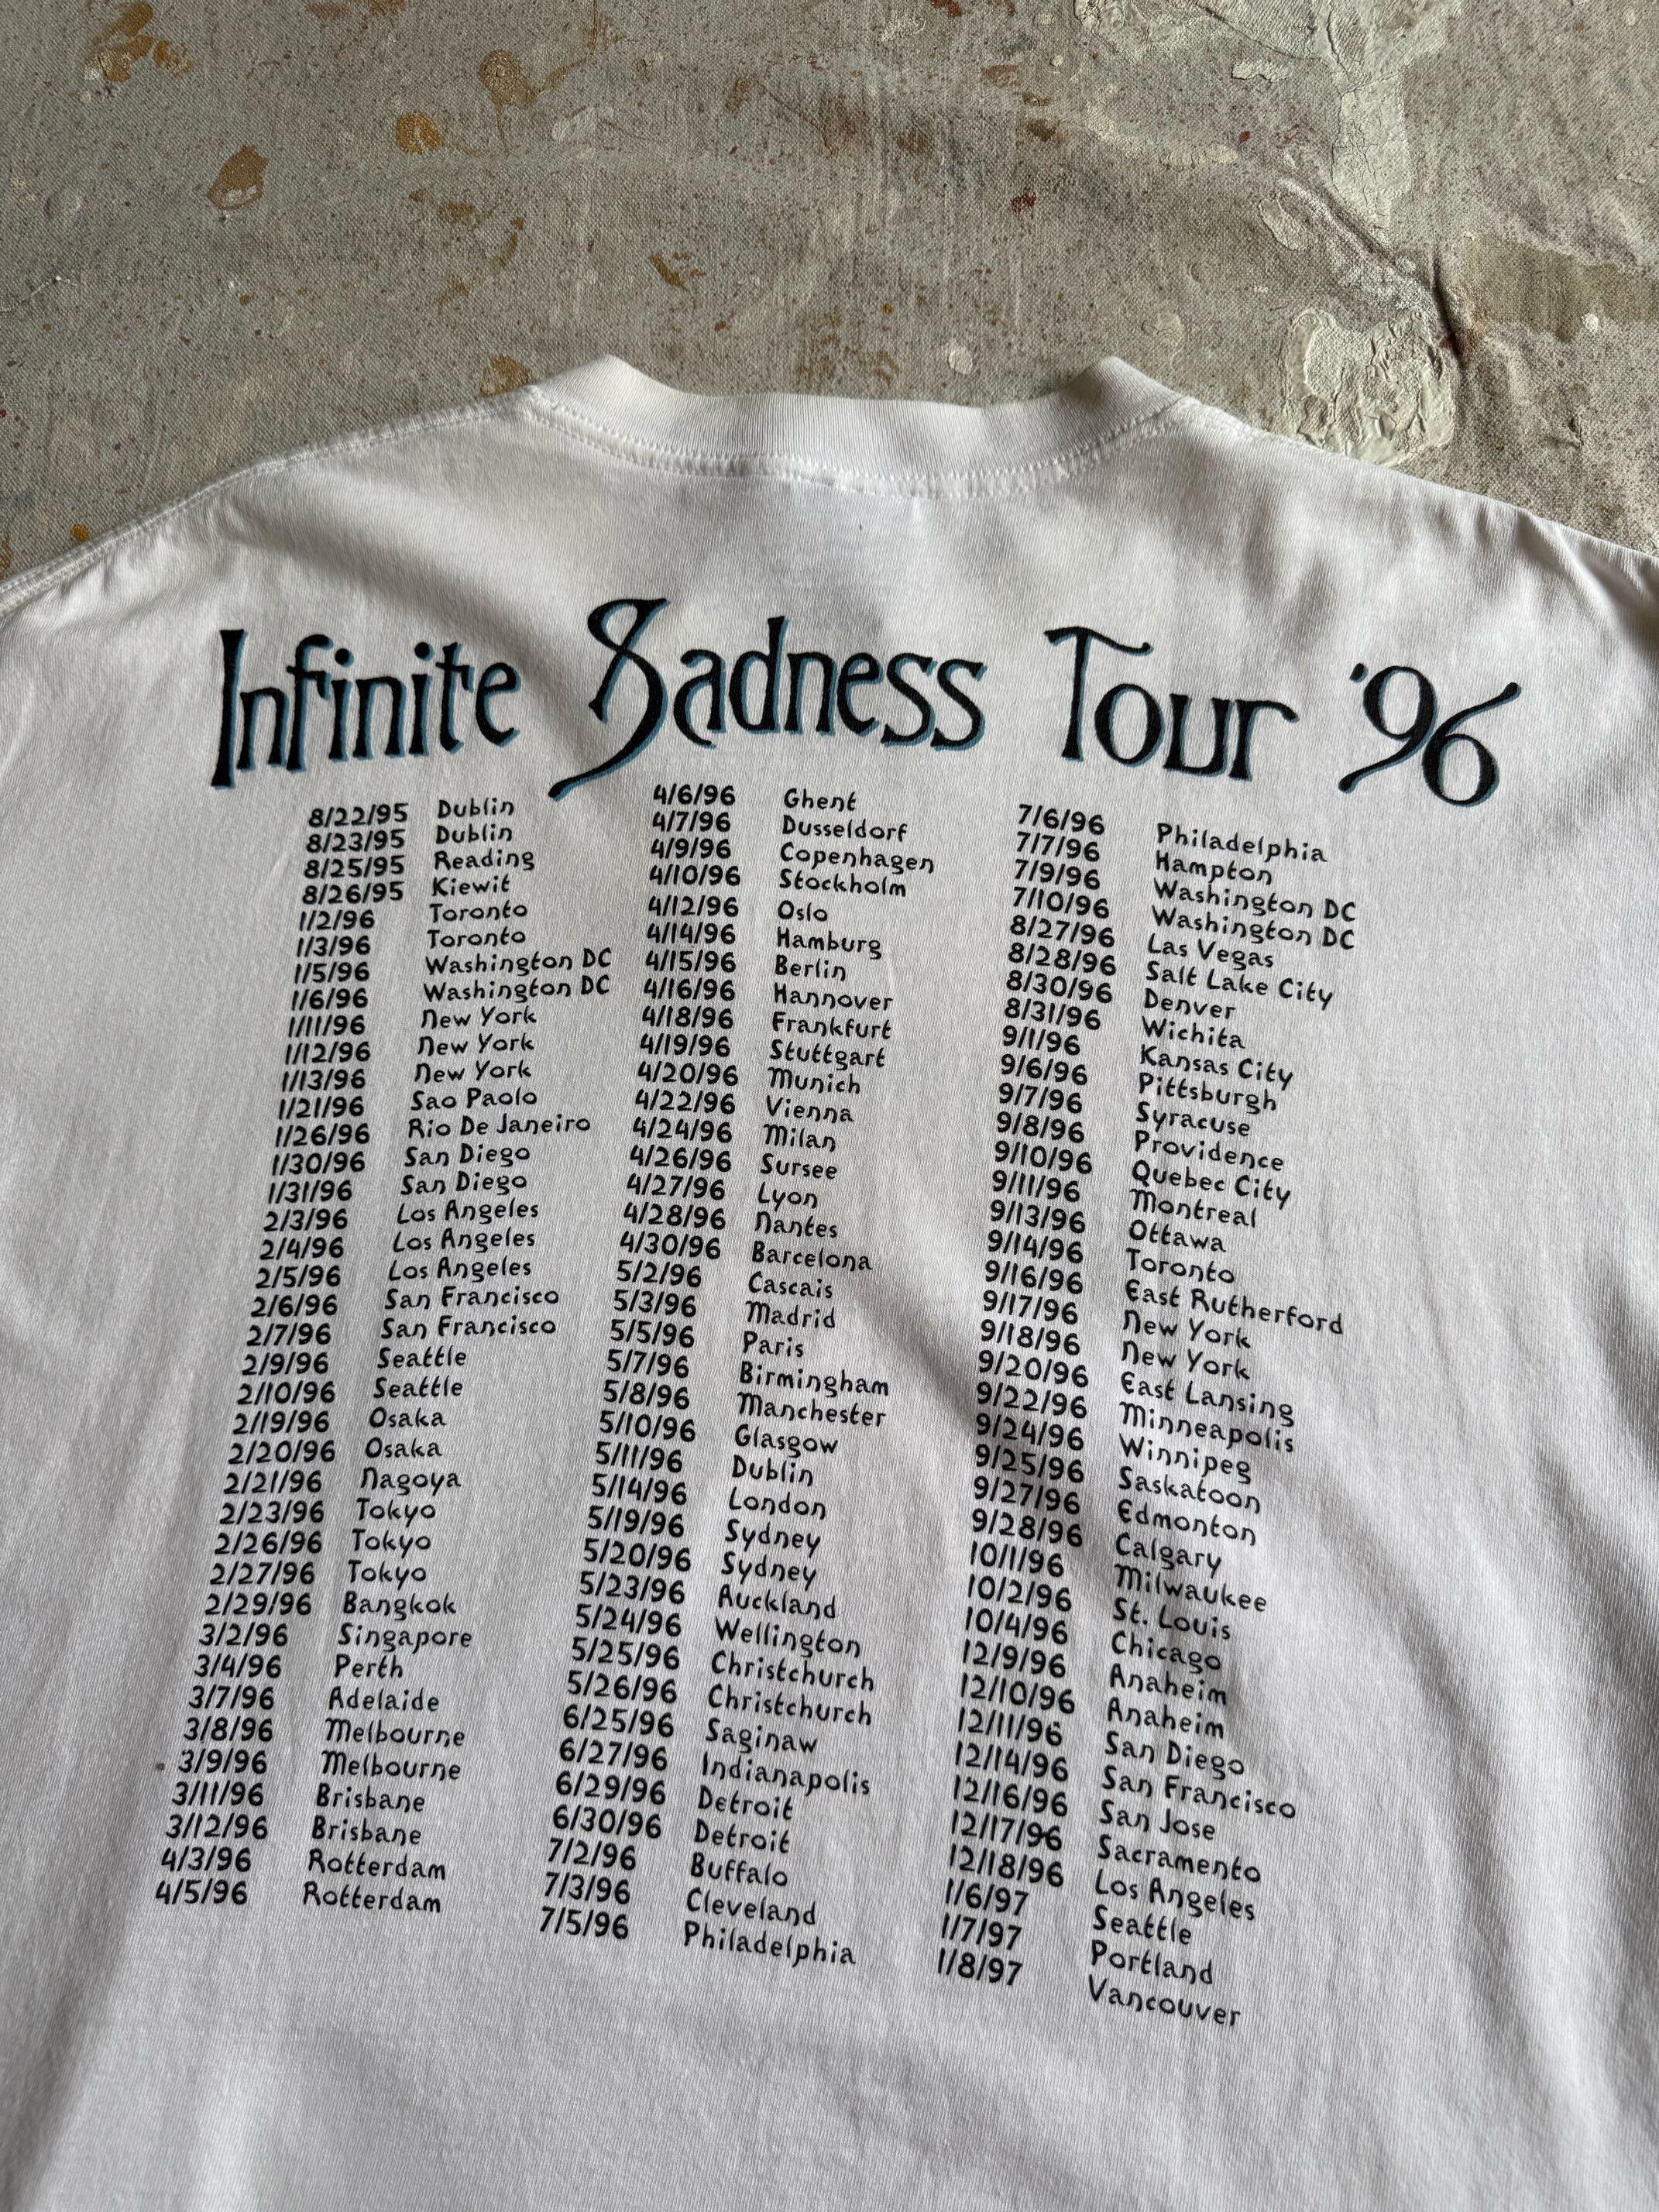 Infinite Sadness Tour '96
8/22/95 Dublin
8/23/95 Dublin
8/25/95 Reading
8/26/95 Kiewit
1/2/96 Toronto
1/3/96 Toronto
1/5/96 Washington DC
1/6/96 Washington DC
1/11/96 New York
1/12/96 New York
1/13/96 New York
1/21/96 Sao Paolo
1/26/96 Rio De Janeiro
1/30/96 San Diego
1/31/96 San Diego
2/3/96 Los Angeles
2/4/96 Los Angeles
2/5/96 Los Angeles
2/6/96 San Francisco
2/7/96 San Francisco
2/9/96 Seattle
2/10/96 Seattle
2/19/96 Osaka
2/20/96 Osaka
2/21/96 Nagoya
2/23/96 Tokyo
2/26/96 Tokyo
2/27/96 Tokyo
2/29/96 Bangkok
3/2/96 Singapore
3/4/96 Perth
3/7/96 Adelaide
3/8/96 Melbourne
3/9/96 Melbourne
3/11/96 Brisbane
3/12/96 Brisbane
4/3/96 Rotterdam
4/5/96 Rotterdam
4/6/96 Ghent
4/7/96 Dusseldorf
4/9/96 Copenhagen
4/10/96 Stockholm
4/12/96 Oslo
4/14/96 Hamburg
4/15/96 Berlin
4/16/96 Hannover
4/18/96 Frankfurt
4/19/96 Stuttgart
4/20/96 Munich
4/22/96 Vienna
4/24/96 Milan
4/26/96 Sursee
4/27/96 Lyon
4/28/96 Nantes
4/30/96 Barcelona
5/2/96 Cascais
5/3/96 Madrid
5/5/96 Paris
5/7/96 Birmingham
5/8/96 Manchester
5/10/96 Glasgow
5/11/96 Dublin
5/14/96 London
5/19/96 Sydney
5/20/96 Sydney
5/23/96 Auckland
5/24/96 Wellington
5/25/96 Christchurch
5/26/96 Christchurch
6/25/96 Saginaw
6/27/96 Indianapolis
6/29/96 Detroit
6/30/96 Detroit
7/2/96 Buffalo
7/3/96 Cleveland
7/5/96 Philadelphia
7/6/96 Philadelphia
7/7/96 Hampton
7/9/96 Washington DC
7/10/96 Washington DC
8/27/96 Las Vegas
8/28/96 Salt Lake City
8/30/96 Denver
8/31/96 Wichita
9/1/96 Kansas City
9/6/96 Pittsburgh
9/7/96 Syracuse
9/8/96 Providence
9/10/96 Quebec City
9/11/96 Montreal
9/13/96 Ottawa
9/14/96 Toronto
9/16/96 East Rutherford
9/17/96 New York
9/18/96 New York
9/20/96 East Lansing
9/22/96 Minneapolis
9/24/96 Winnipeg
9/25/96 Saskatoon
9/27/96 Edmonton
9/28/96 Calgary
10/1/96 Milwaukee
10/2/96 St. Louis
10/4/96 Chicago
12/9/96 Anaheim
12/10/96 Anaheim
12/11/96 San Diego
12/14/96 San Francisco
12/16/96 San Jose
12/17/96 Sacramento
12/18/96 Los Angeles
1/6/97 Seattle
1/7/97 Portland
1/8/97 Vancouver